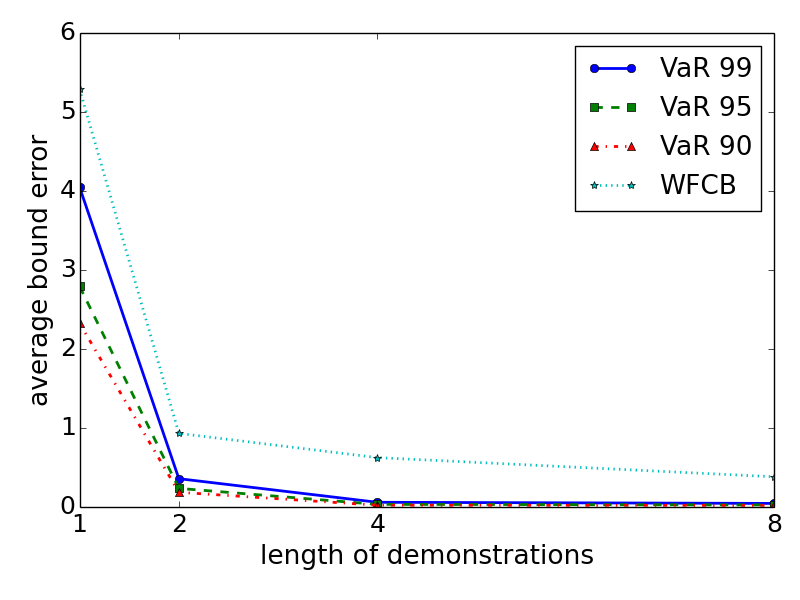 6
5
4
3
2
1
0
average bound error
VaR 99
VaR 95
VaR 90
WFCB
1 2 4 8
length of demonstrations